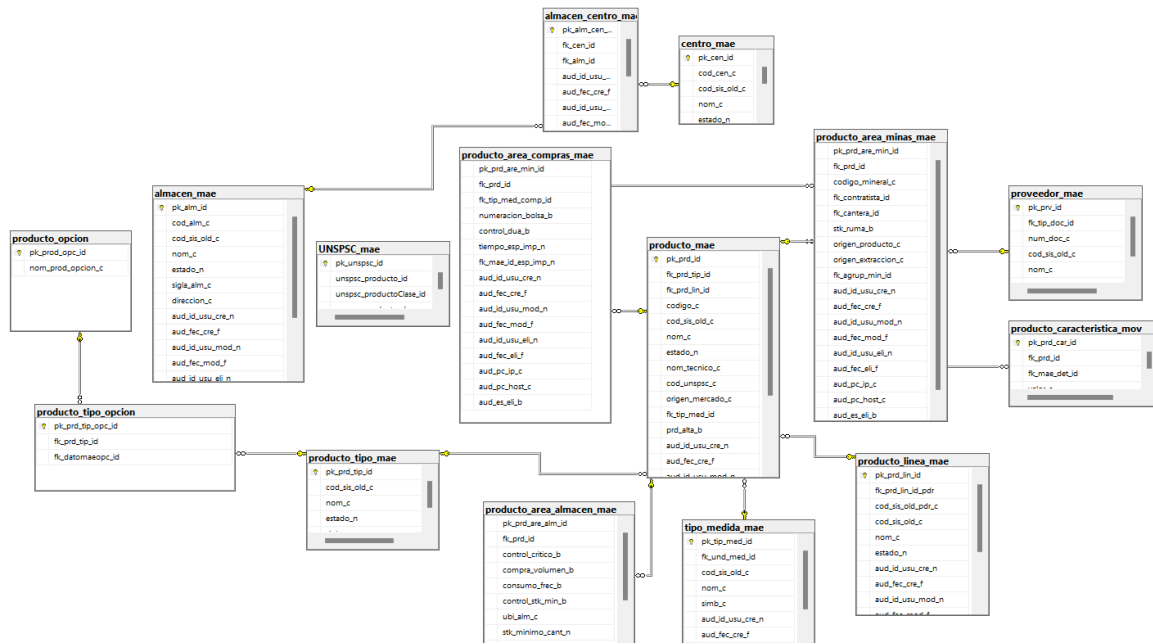 almacen_centro_mae
pk_alm_cen_...
fk_cen_id
fk_alm_id
aud_id_usu_...
aud_fec_cre_f
aud_id_usu_...
aud_fec_mo...
centro_mae
pk_cen_id
cod_cen_c
cod_sis_old_c
nom_c
estado_n
producto_area_minas_mae
pk_prd_are_min_id
fk_prd_id
codigo_mineral_c
fk_contratista_id
fk_cantera_id
stk_ruma_b
origen_producto_c
origen_extraccion_c
fk_agrup_min_id
aud_id_usu_cre_n
aud_fec_cre_f
aud_id_usu_mod_n
aud_fec_mod_f
aud_id_usu_eli_n
aud_fec_eli_f
aud_pc_ip_c
aud_pc_host_c
aud_es_eli_b
producto_area_compras_mae
pk_prd_are_min_id
fk_prd_id
fk_tip_med_comp_id
numeracion_bolsa_b
control_dua_b
tiempo_esp_imp_n
fk_mae_id_esp_imp_n
aud_id_usu_cre_n
aud_fec_cre_f
aud_id_usu_mod_n
aud_fec_mod_f
aud_id_usu_eli_n
aud_fec_eli_f
aud_pc_ip_c
aud_pc_host_c
aud_es_eli_b
almacen_mae
pk_alm_id
cod_alm_c
cod_sis_old_c
nom_c
estado_n
sigla_alm_c
direccion_c
aud_id_usu_cre_n
aud_fec_cre_f
aud_id_usu_mod_n
aud_fec_mod_f
aud_id_usu_eli_n
proveedor_mae
pk_prv_id
fk_tip_doc_id
num_doc_c
cod_sis_old_c
nom_c
producto_opcion
pk_prod_opc_id
nom_prod_opcion_c
UNSPSC_mae
pk_unspsc_id
unspsc_producto_id
unspsc_productoClase_id
producto_mae
pk_prd_id
fk_prd_tip_id
fk_prd_lin_id
codigo_c
cod_sis_old_c
nom_c
estado_n
nom_tecnico_c
cod_unspsc_c
origen_mercado_c
fk_tip_med_id
prd_alta_b
aud_id_usu_cre_n
aud_fec_cre_f
aud_id_usu_mod_n
producto_caracteristica_mov
pk_prd_car_id
fk_prd_id
fk_mae_det_id
valor_c
producto_tipo_opcion
pk_prd_tip_opc_id
fk_prd_tip_id
fk_datomaeopc_id
producto_tipo_mae
pk_prd_tip_id
cod_sis_old_c
nom_c
estado_n
producto_linea_mae
pk_prd_lin_id
fk_prd_lin_id_pdr
cod_sis_old_pdr_c
cod_sis_old_c
nom_c
estado_n
aud_id_usu_cre_n
aud_fec_cre_f
aud_id_usu_mod_n
aud_fec_mod_f
producto_area_almacen_mae
pk_prd_are_alm_id
fk_prd_id
control_critico_b
compra_volumen_b
consumo_frec_b
control_stk_min_b
ubi_alm_c
stk_minimo_cant_n
tipo_medida_mae
pk_tip_med_id
fk_und_med_id
cod_sis_old_c
nom_c
simb_c
aud_id_usu_cre_n
aud_fec_cre_f